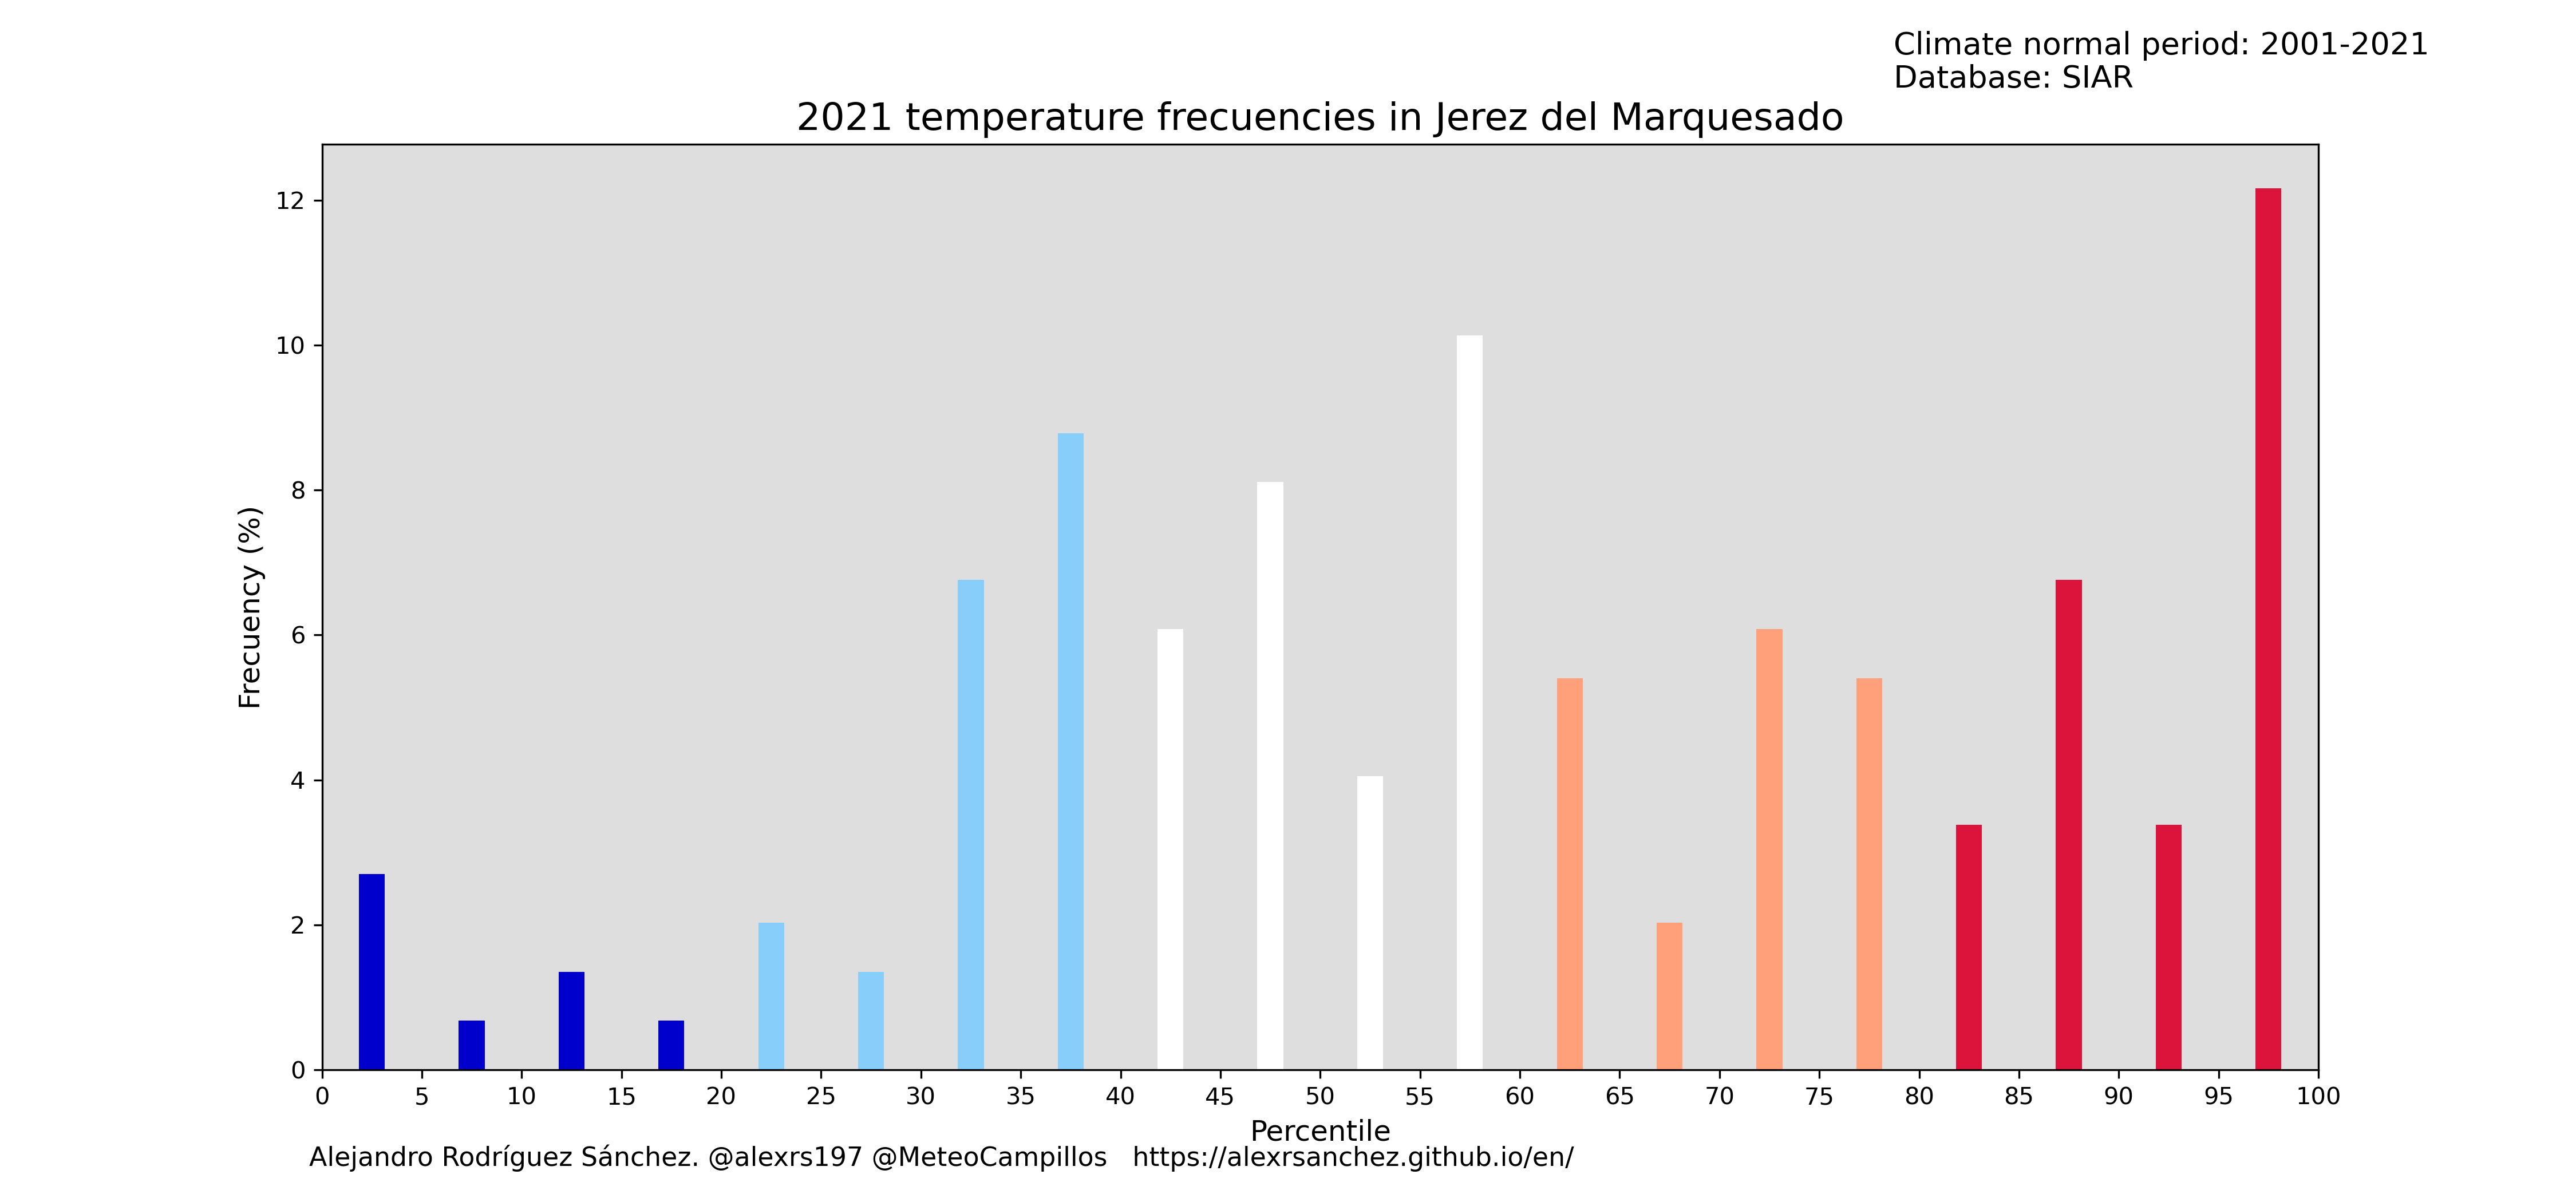 Climate normal period: 2001-2021
Database: SIAR
2021 temperature frecuencies in Jerez del Marquesado
12
10
8
6
4
2
0
Frecuency (%)
0 5 10 15 20 25 30 35 40 45 50 55 60 65 70 75 80 85 90 95 100
Percentile
Alejandro Rodríguez Sánchez. @alexrs197 @MeteoCampillos https://alexrsanchez.github.io/en/